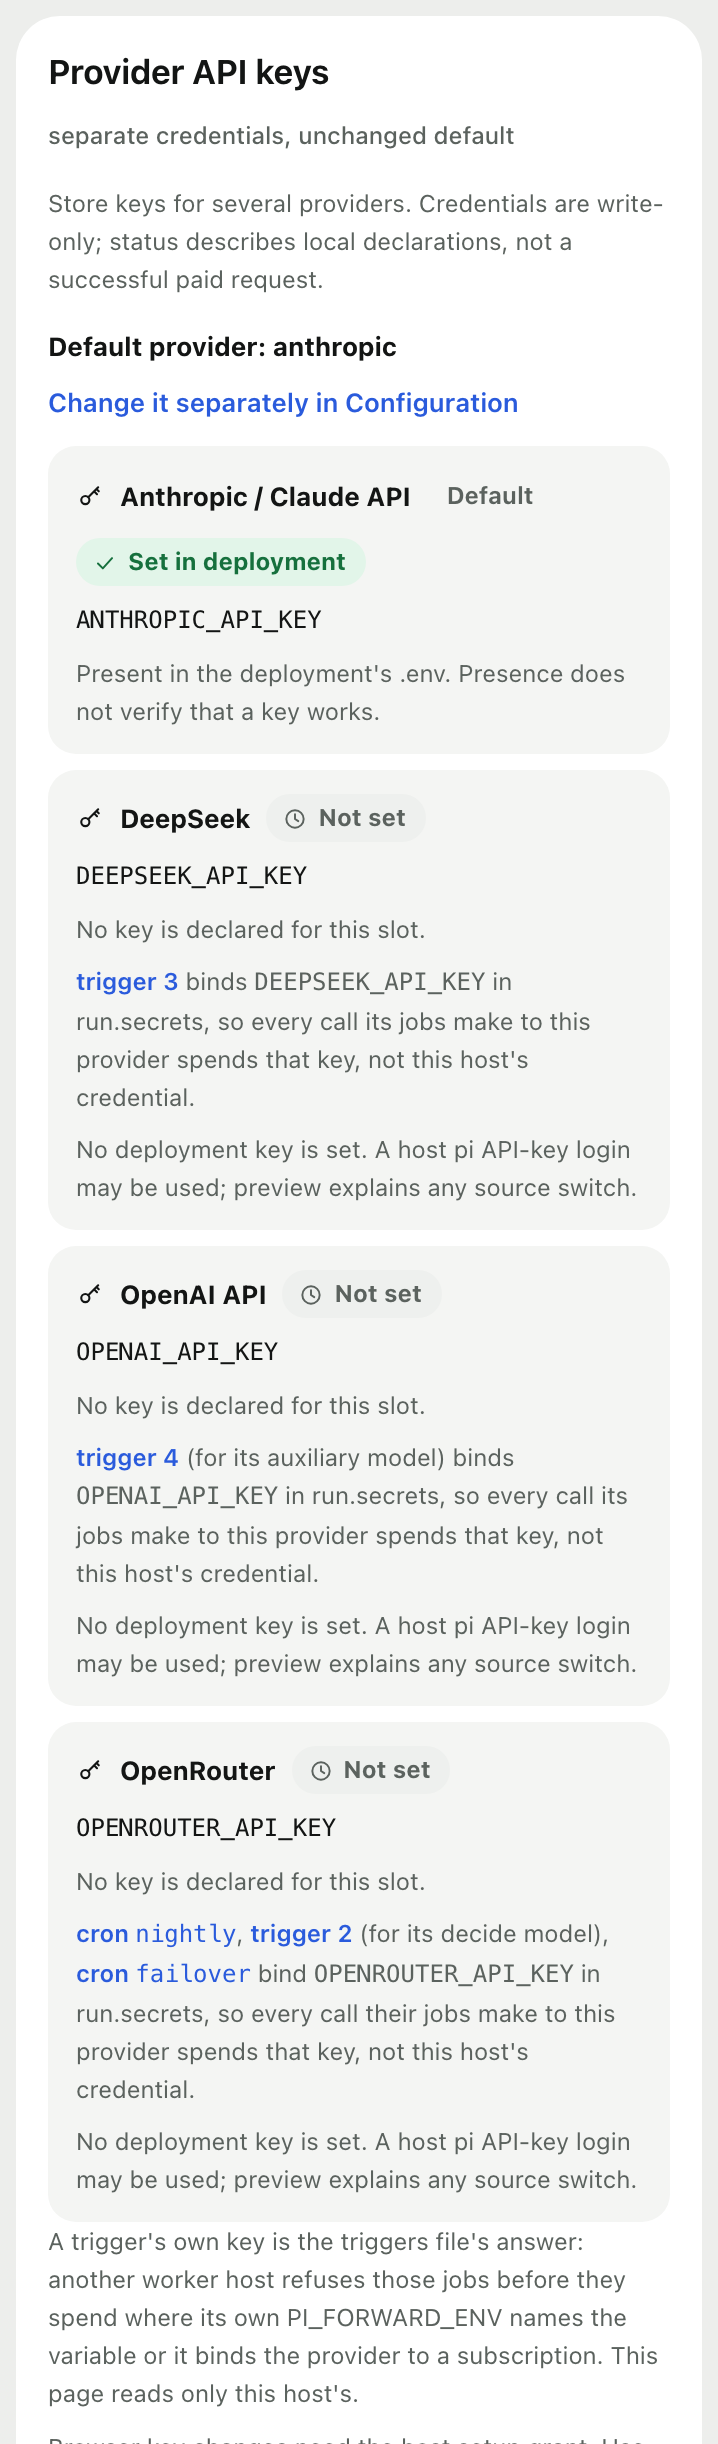 Provider API keys
separate credentials, unchanged default
Store keys for several providers. Credentials are write-
only; status describes local declarations, not a
successful paid request.
Default provider: anthropic
Change it separately in Configuration
Anthropic / Claude API Default
Set in deployment
ANTHROPIC_API_KEY
Present in the deployment's .env. Presence does
not verify that a key works.
DeepSeek Not set
DEEPSEEK_API_KEY
No key is declared for this slot.
trigger 3 binds DEEPSEEK_API_KEY in
run.secrets, so every call its jobs make to this
provider spends that key, not this host's
credential.
No deployment key is set. A host pi API-key login
may be used; preview explains any source switch.
OpenAI API Not set
OPENAI_API_KEY
No key is declared for this slot.
trigger 4 (for its auxiliary model) binds
OPENAI_API_KEY in run.secrets, so every call its
jobs make to this provider spends that key, not
this host's credential.
No deployment key is set. A host pi API-key login
may be used; preview explains any source switch.
OpenRouter Not set
OPENROUTER_API_KEY
No key is declared for this slot.
cron nightly, trigger 2 (for its decide model),
cron failover bind OPENROUTER_API_KEY in
run.secrets, so every call their jobs make to this
provider spends that key, not this host's
credential.
No deployment key is set. A host pi API-key login
may be used; preview explains any source switch.
A trigger's own key is the triggers file's answer:
another worker host refuses those jobs before they
spend where its own PI_FORWARD_ENV names the
variable or it binds the provider to a subscription. This
page reads only this host's.